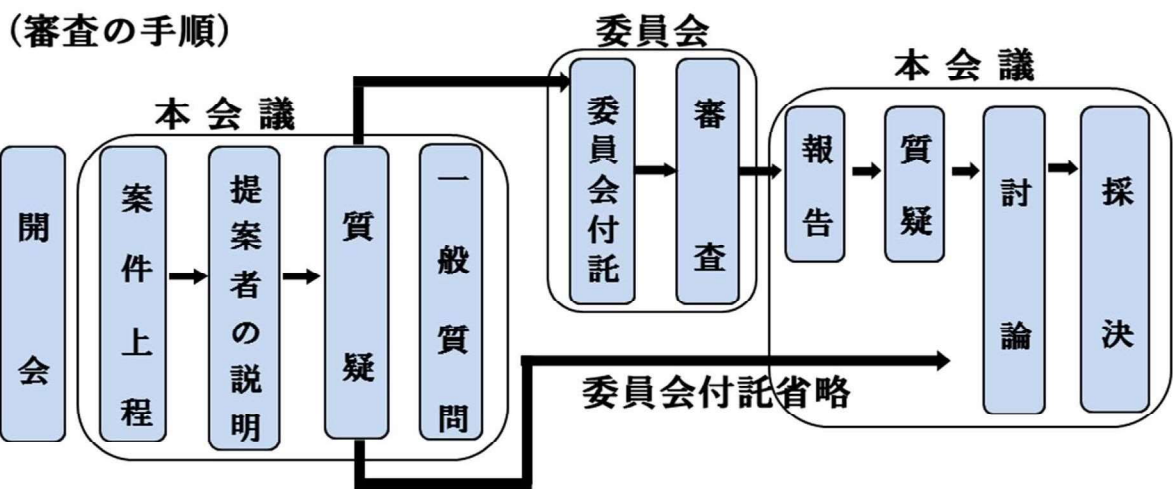 (審査の手順)
本会議
開会
案件上程
提案者の説明
質疑
一般質問
委員会
委員会付託
審査
本会議
報告
質疑
討論
採決
委員会付託省略